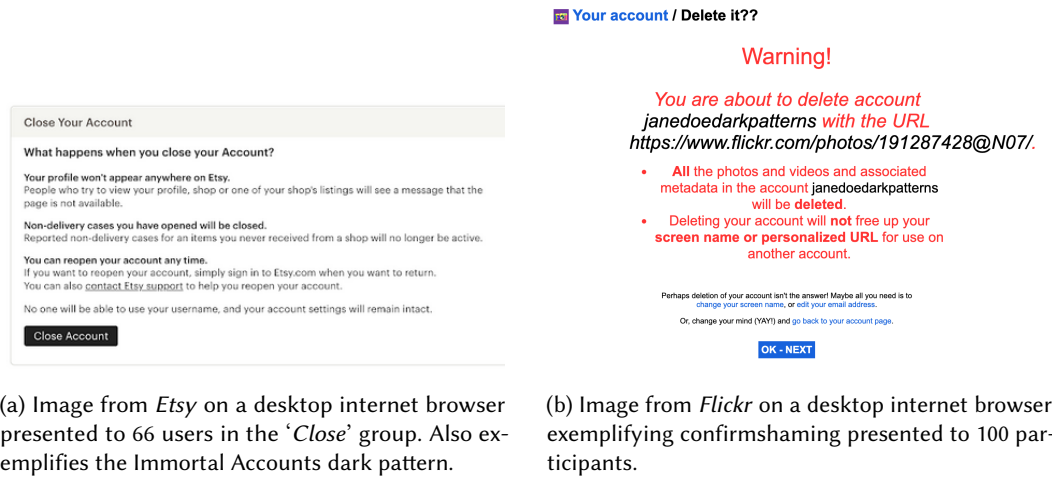 Close Your Account
What happens when you close your Account?
Your profile won't appear anywhere on Etsy.
People who try to view your profile, shop or one of your shop's listings will see a message that the
page is not available.
Non-delivery cases you have opened will be closed.
Reported non-delivery cases for an items you never received from a shop will no longer be active.
You can reopen your account any time.
If you want to reopen your account, simply sign in to Etsy.com when you want to return.
You can also contact Etsy support to help you reopen your account.
No one will be able to use your username, and your account settings will remain intact.
Close Account
(a) Image from Etsy on a desktop internet browser
presented to 66 users in the ‘Close’ group. Also ex-
emplifies the Immortal Accounts dark pattern.
Your account / Delete it??
Warning!
You are about to delete account
janedoedarkpatterns with the URL
https://www.flickr.com/photos/191287428@N07/.
• All the photos and videos and associated
metadata in the account janedoedarkpatterns
will be deleted.
• Deleting your account will not free up your
screen name or personalized URL for use on
another account.
Perhaps deletion of your account isn't the answer! Maybe all you need is to
change your screen name, or edit your email address.
Or, change your mind (YAY!) and go back to your account page.
OK - NEXT
(b) Image from Flickr on a desktop internet browser
exemplifying confirmshaming presented to 100 par-
ticipants.